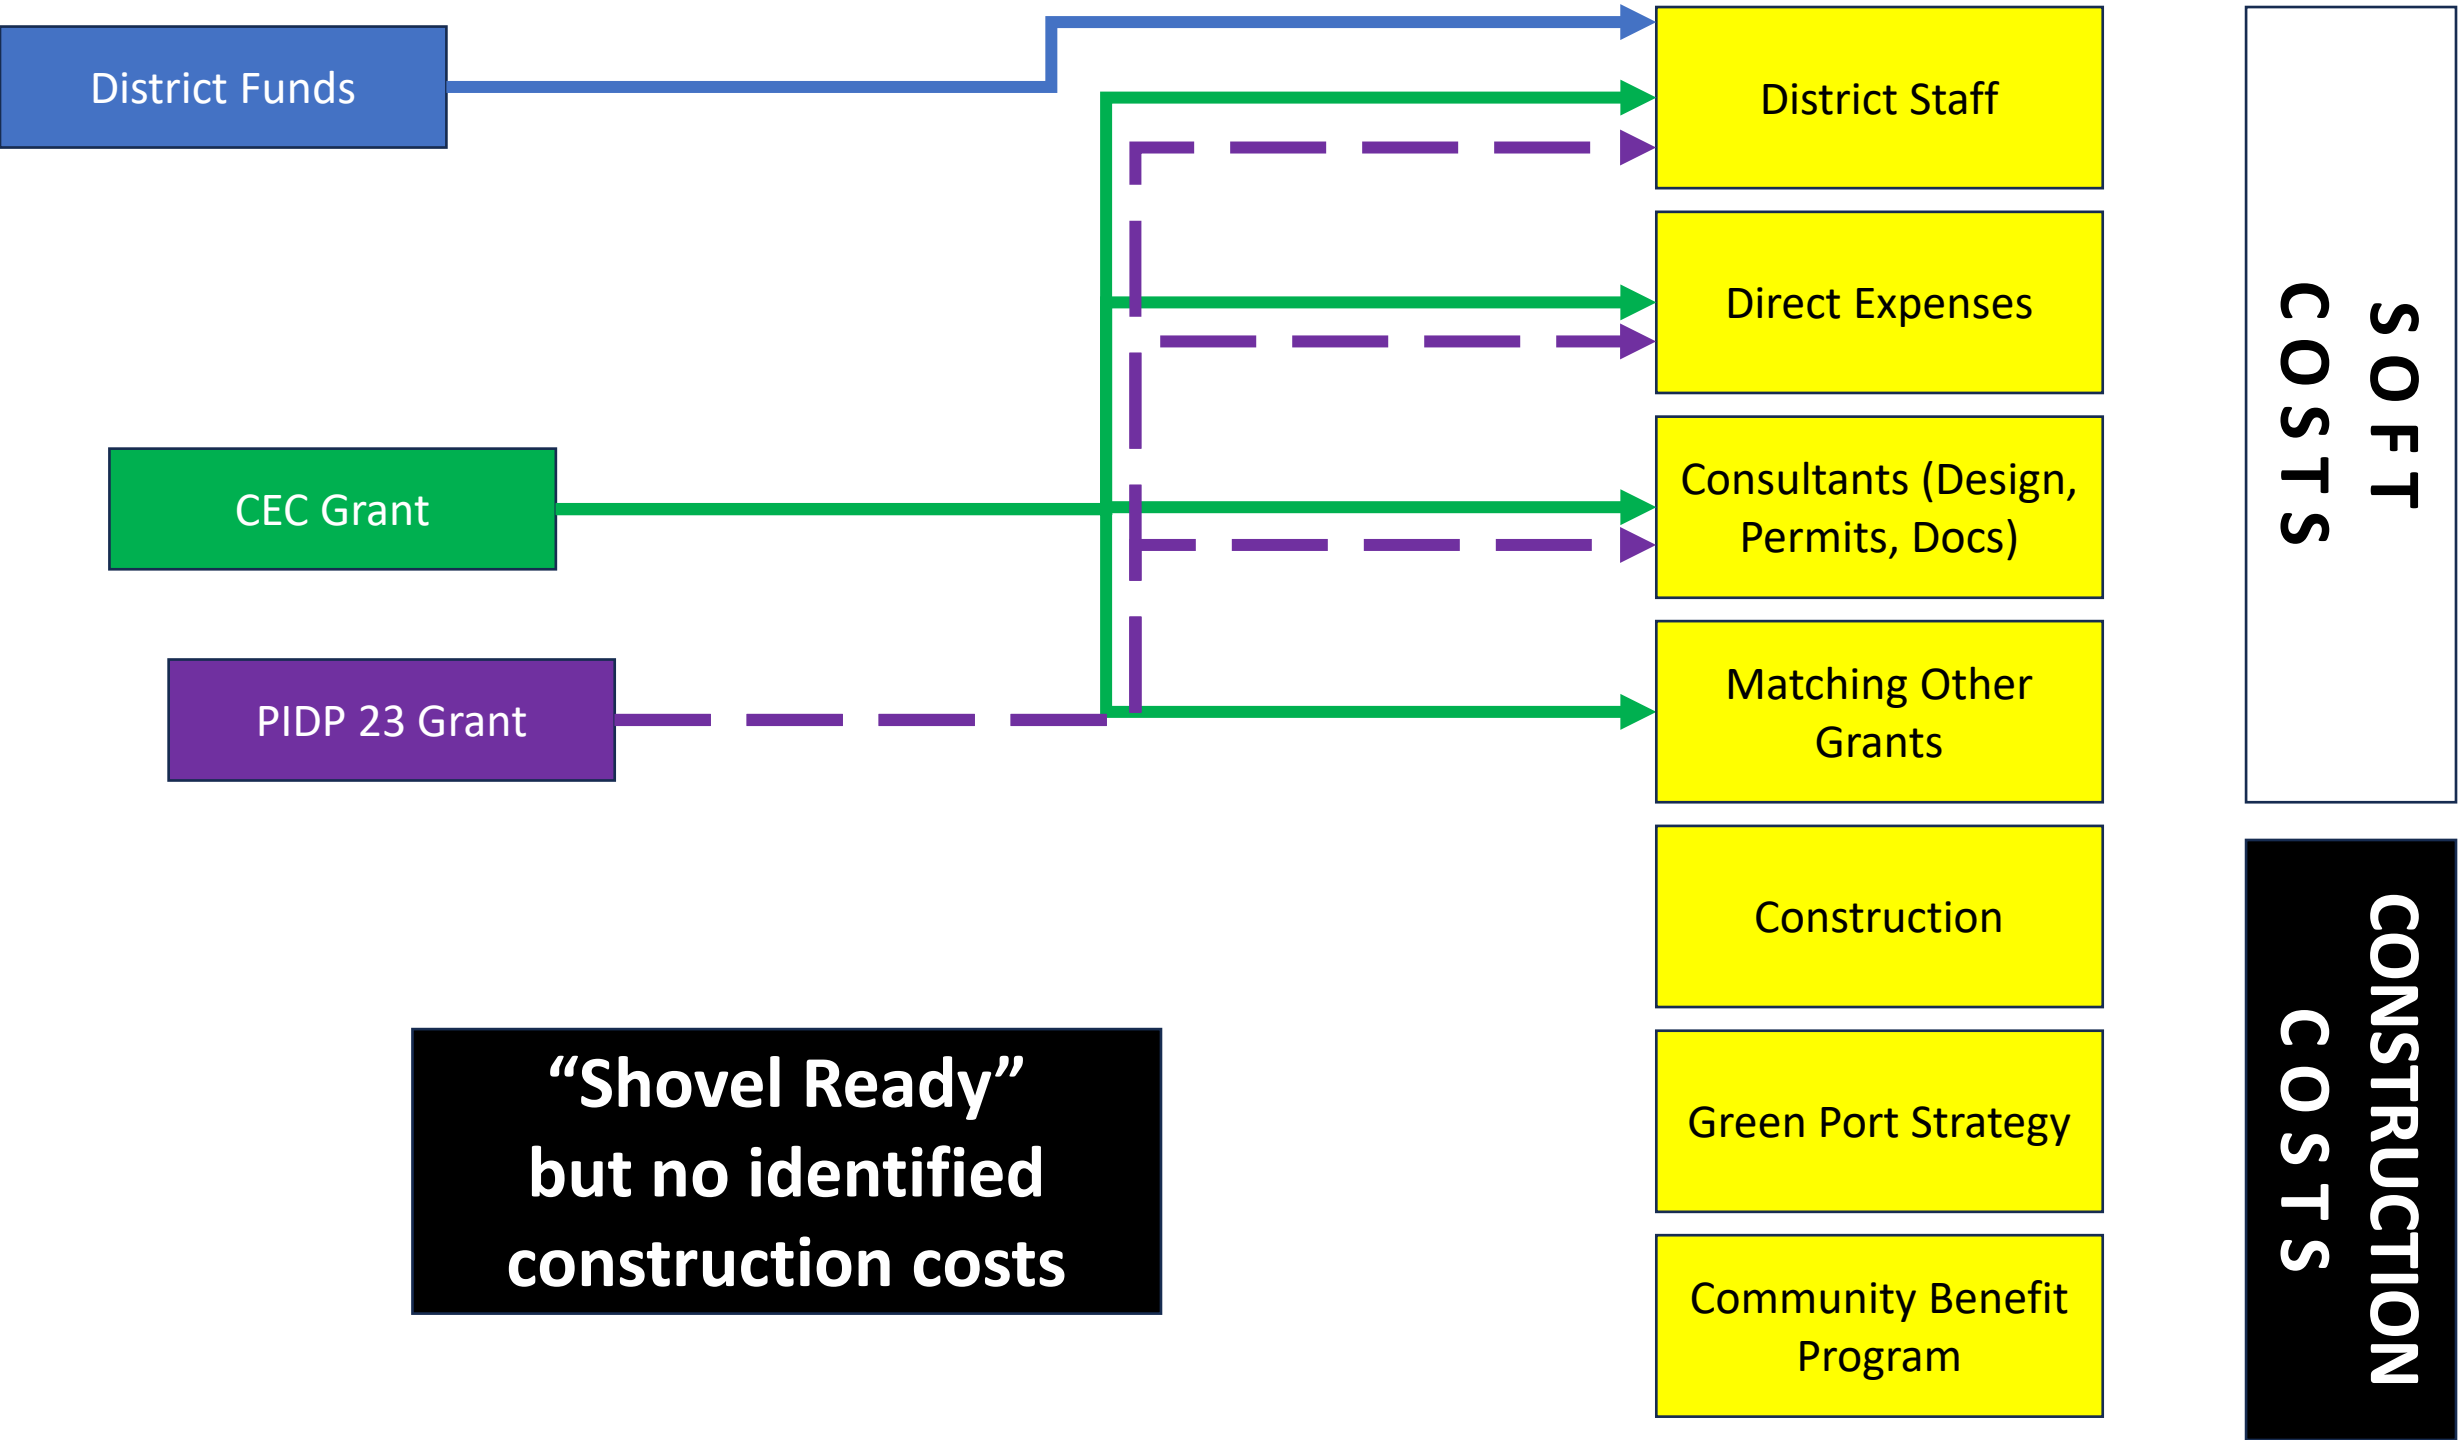 District Funds
CEC Grant
PIDP 23 Grant
“Shovel Ready”
but no identified
construction costs
District Staff
Direct Expenses
Consultants (Design,
Permits, Docs)
Matching Other
Grants
Construction
Green Port Strategy
Community Benefit
Program
SOFT
COSTS
CONSTRUCTION
COSTS